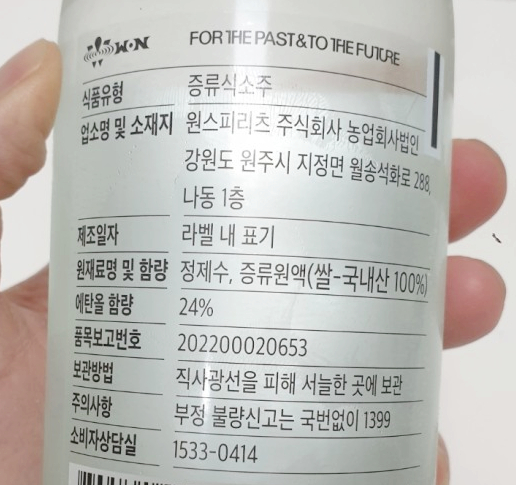 WON FOR THE PAST&TO THE FUTURE
식품유형 증류식소주
업소명 및 소재지 원스피리츠 주식회사 농업회사법인
강원도 원주시 지정면 월송석화로 288,
나동 1층
제조일자 라벨 내 표기
원재료명 및 함량 정제수, 증류원액(쌀-국내산 100%)
에탄올 함량 24%
품목보고번호 202200020653
보관방법 직사광선을 피해 서늘한 곳에 보관
주의사항 부정 불량신고는 국번없이 1399
소비자상담실 1533-0414